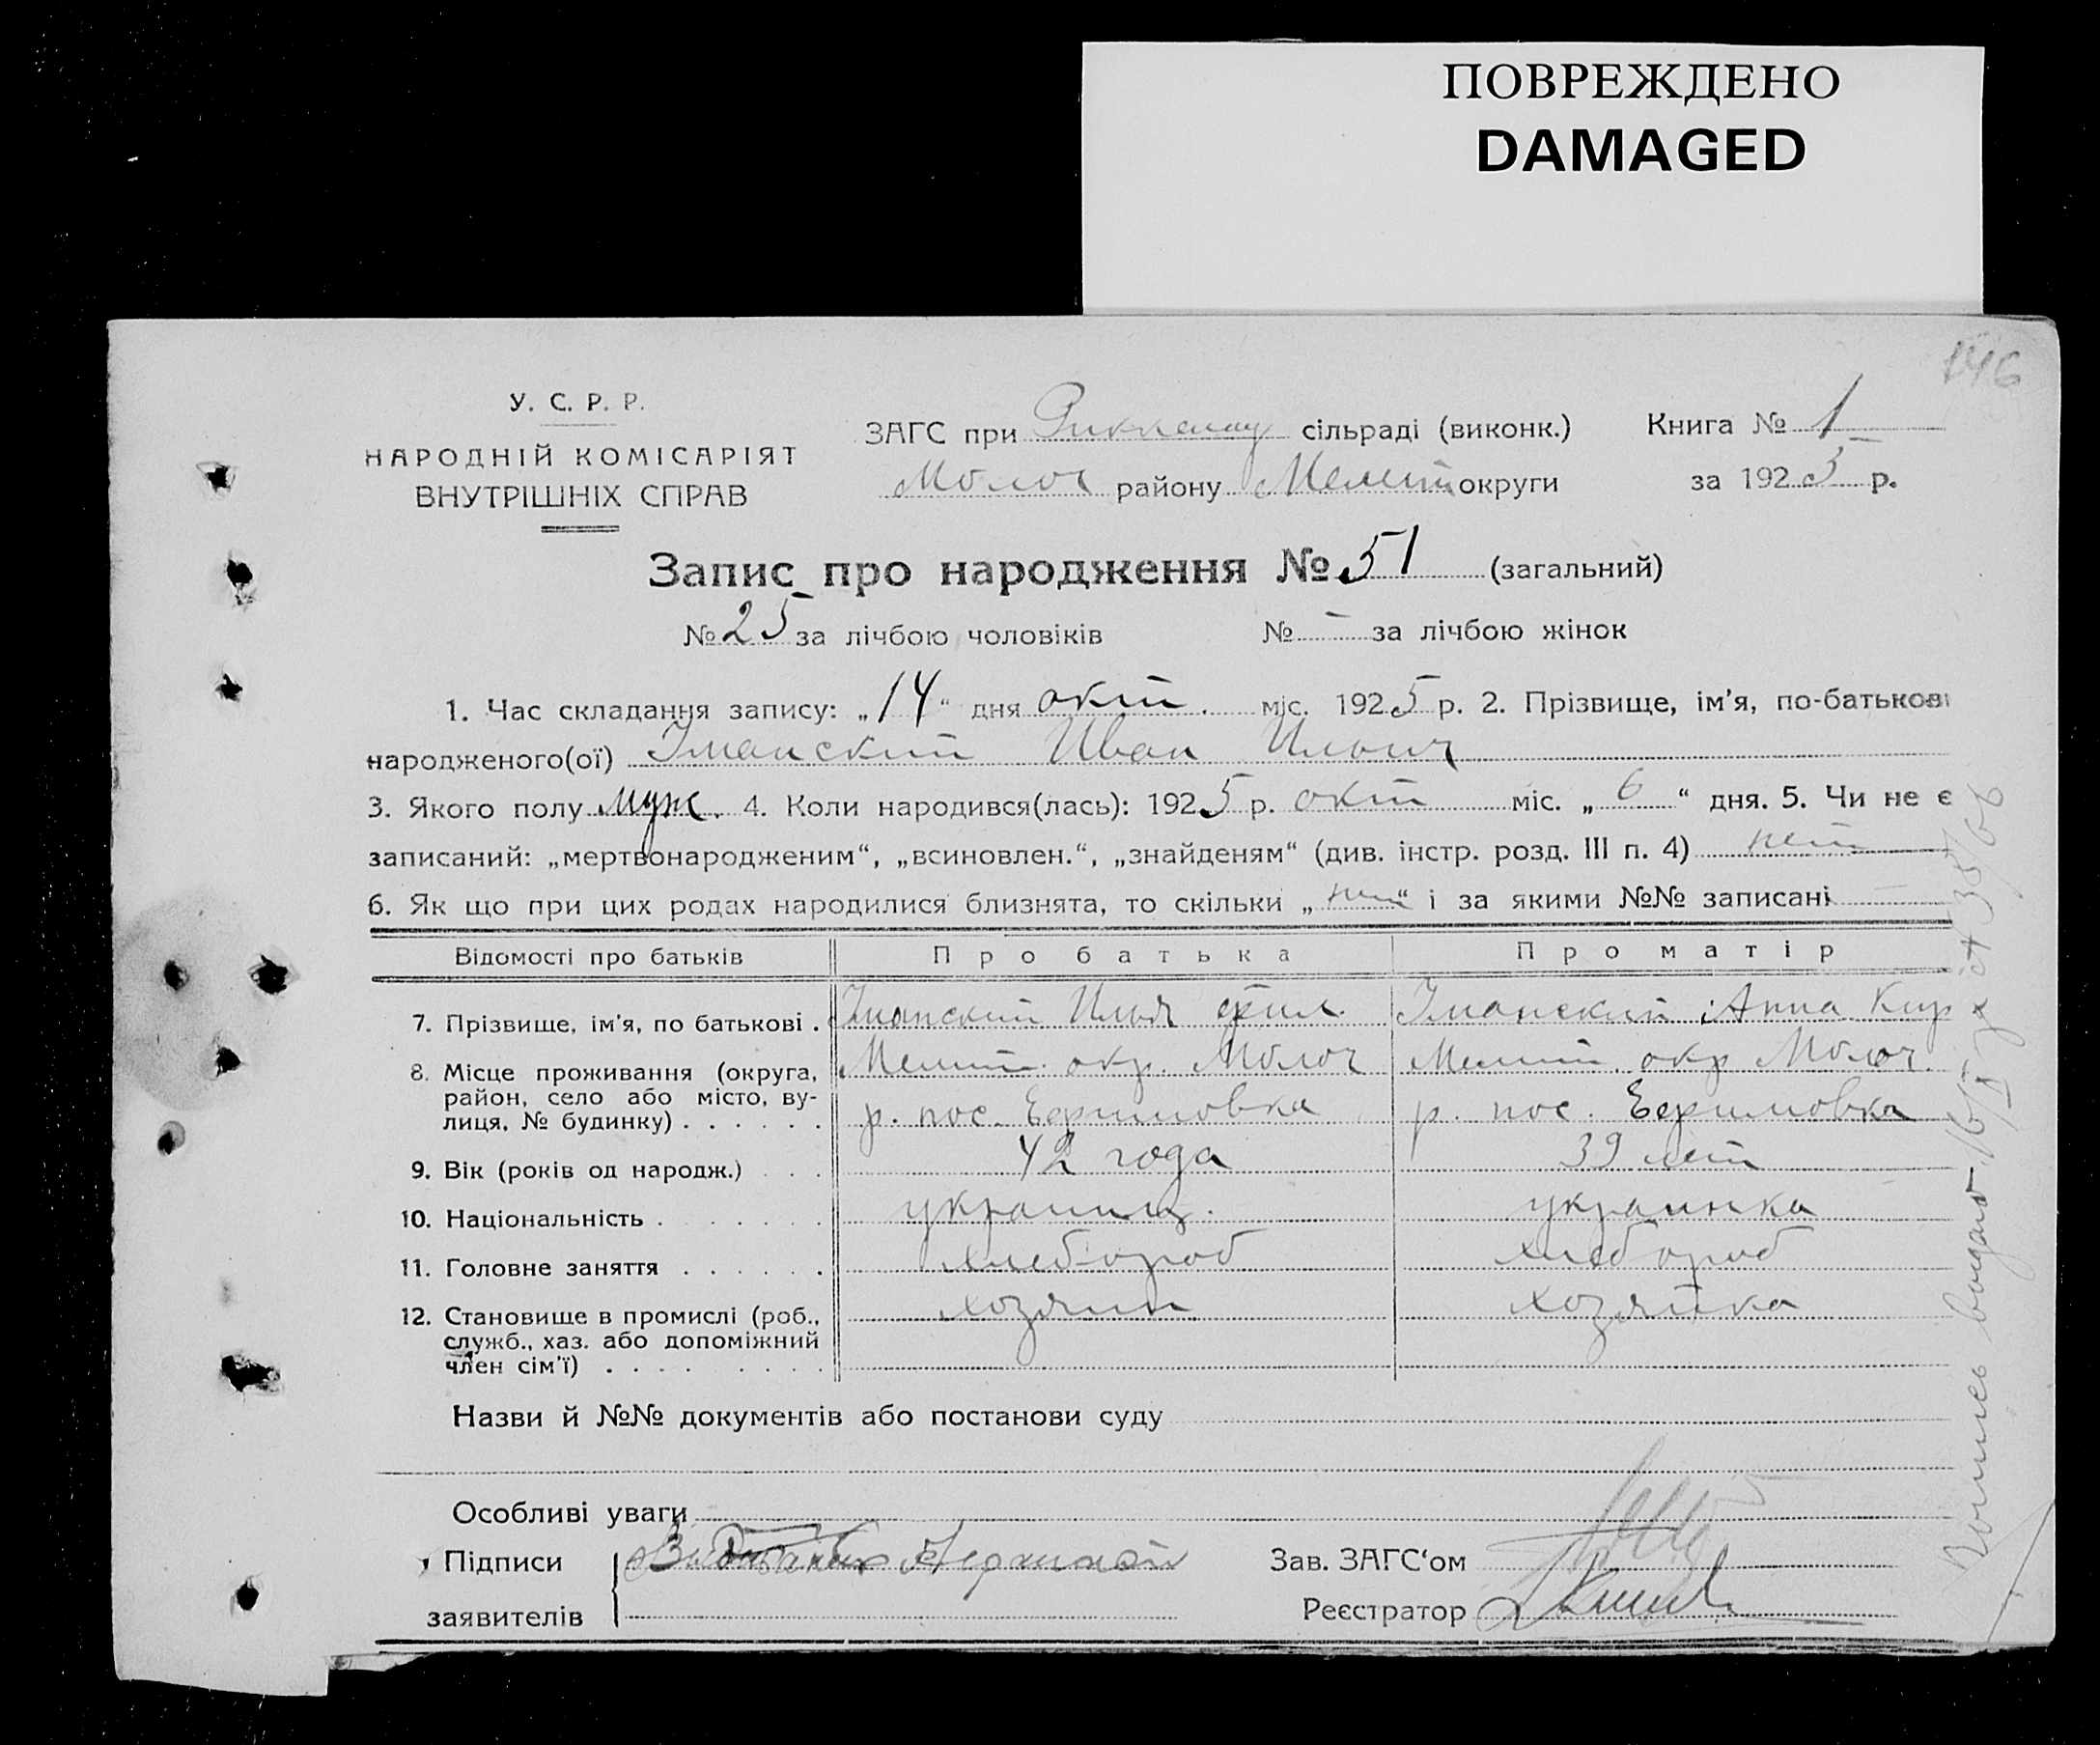 ПОВРЕЖДЕНО
DAMAGED
146
У. С. Р. Р.
НАРОДНІЙ КОМІСАРІЯТ
ВНУТРІШНІХ СПРАВ
ЗАГС при сільраді (виконк.)
Молоч району Мелит округи
Книга № 1
за 1925 р.
Запис про народження № 51 (загальний)
№ 25 за лічбою чоловіків № – за лічбою жінок
1. Час складання запису: „14“ дня окт. міс. 1925 р. 2. Прізвище, ім'я, по-батькові
народженого(ої) Иван Ильич
3. Якого полу муж. 4. Коли народився(лась): 1925 р. окт міс. „6“ дня. 5. Чи не є
записаний: „мертвонародженим“, „всиновлен.“, „знайденям“ (див. інстр. розд. III п. 4) нет
6. Як що при цих родах народилися близнята, то скільки „нет“ і за якими №№ записані —
Відомості про батьків Про батька Про матір
7. Прізвище, ім'я, по батькові . Илья фил. Анна Кир
8. Місце проживання (округа, Мелит. окр. Молоч Мелит. окр Молоч.
район, село або місто, ву- р. пос. Ефимовка р. пос. Ефимовка
лиця, № будинку) . . . . . .
9. Вік (років од народж.) . . . 42 года 39 лет
10. Національність . . . . . . . украинц. украинка
11. Головне заняття . . . . . . хлебороб хлебороб
12. Становище в промислі (роб., хозяин хозяйка
служб., хаз. або допоміжний
член сім'ї) . . . . . . . . .
Назви й №№ документів або постанови суду
Особливі уваги
Підписи
заявителів
Зав. ЗАГС‘ом
Реєстратор